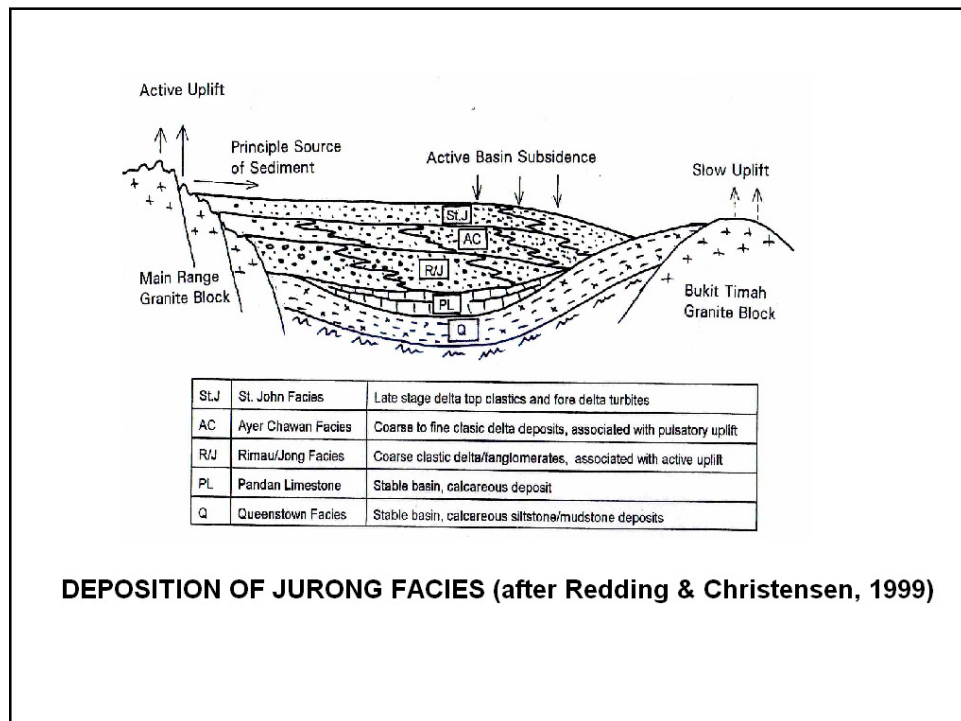 Active Uplift
Principle Source
of Sediment
Active Basin Subsidence
Slow Uplift
St.J
AC
R/J
PL
Q
Main Range
Granite Block
Bukit Timah
Granite Block
St.J St. John Facies Late stage delta top clastics and fore delta turbites
AC Ayer Chawan Facies Coarse to fine clasic delta deposits, associated with pulsatory uplift
R/J Rimau/Jong Facies Coarse clastic delta/fanglomerates, associated with active uplift
PL Pandan Limestone Stable basin, calcareous deposit
Q Queenstown Facies Stable basin, calcareous siltstone/mudstone deposits
DEPOSITION OF JURONG FACIES (after Redding & Christensen, 1999)